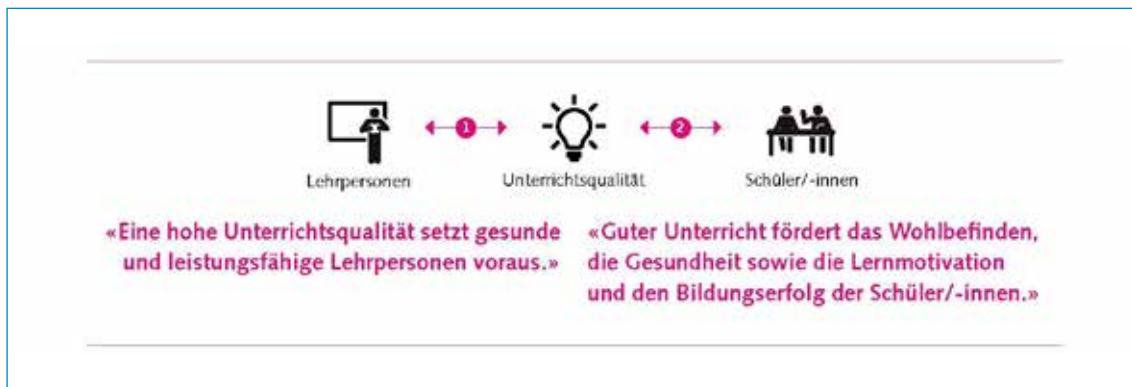 1
2
Lehrpersonen
Unterrichtsqualität
Schüler/-innen
«Eine hohe Unterrichtsqualität setzt gesunde
und leistungsfähige Lehrpersonen voraus.»
«Guter Unterricht fördert das Wohlbefinden,
die Gesundheit sowie die Lernmotivation
und den Bildungserfolg der Schüler/-innen.»